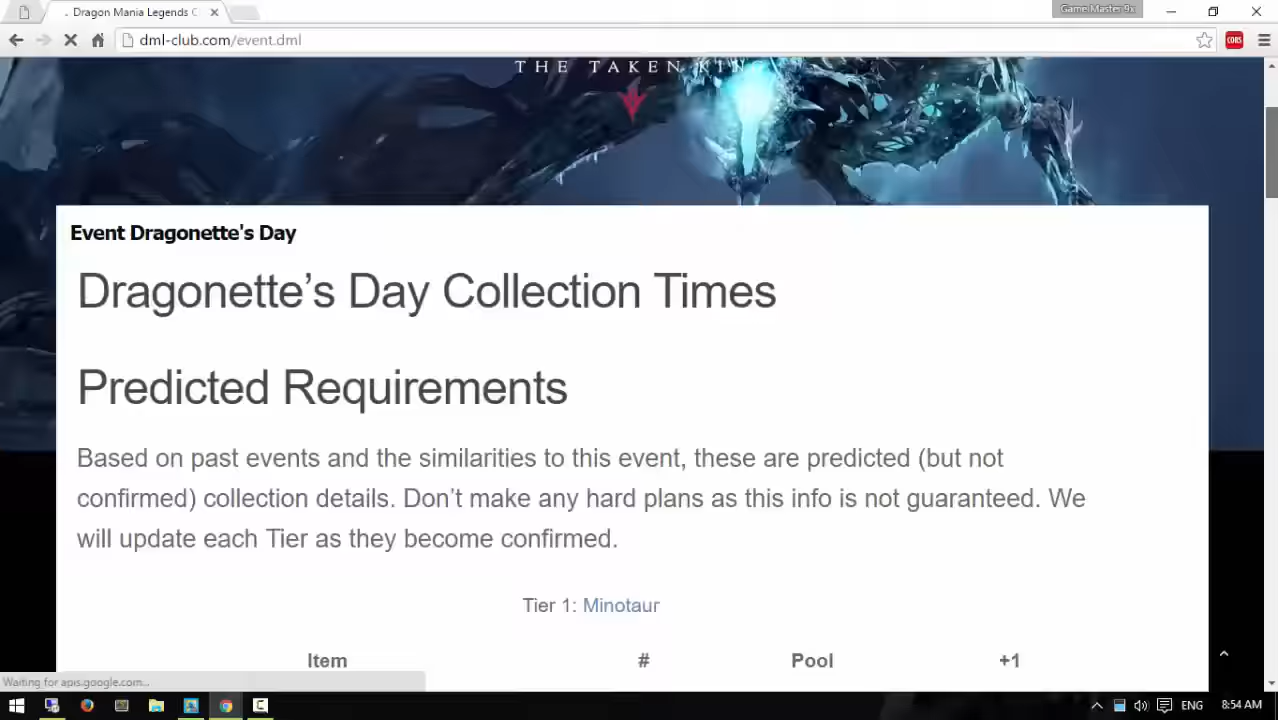 Dragon Mania Legends C
Game Master 9x
dml-club.com/event.dml
CORS
THE TAKEN KING
Event Dragonette's Day
Dragonette’s Day Collection Times
Predicted Requirements
Based on past events and the similarities to this event, these are predicted (but not
confirmed) collection details. Don’t make any hard plans as this info is not guaranteed. We
will update each Tier as they become confirmed.
Tier 1: Minotaur
Item # Pool +1
Waiting for apis.google.com...
ENG 8:54 AM